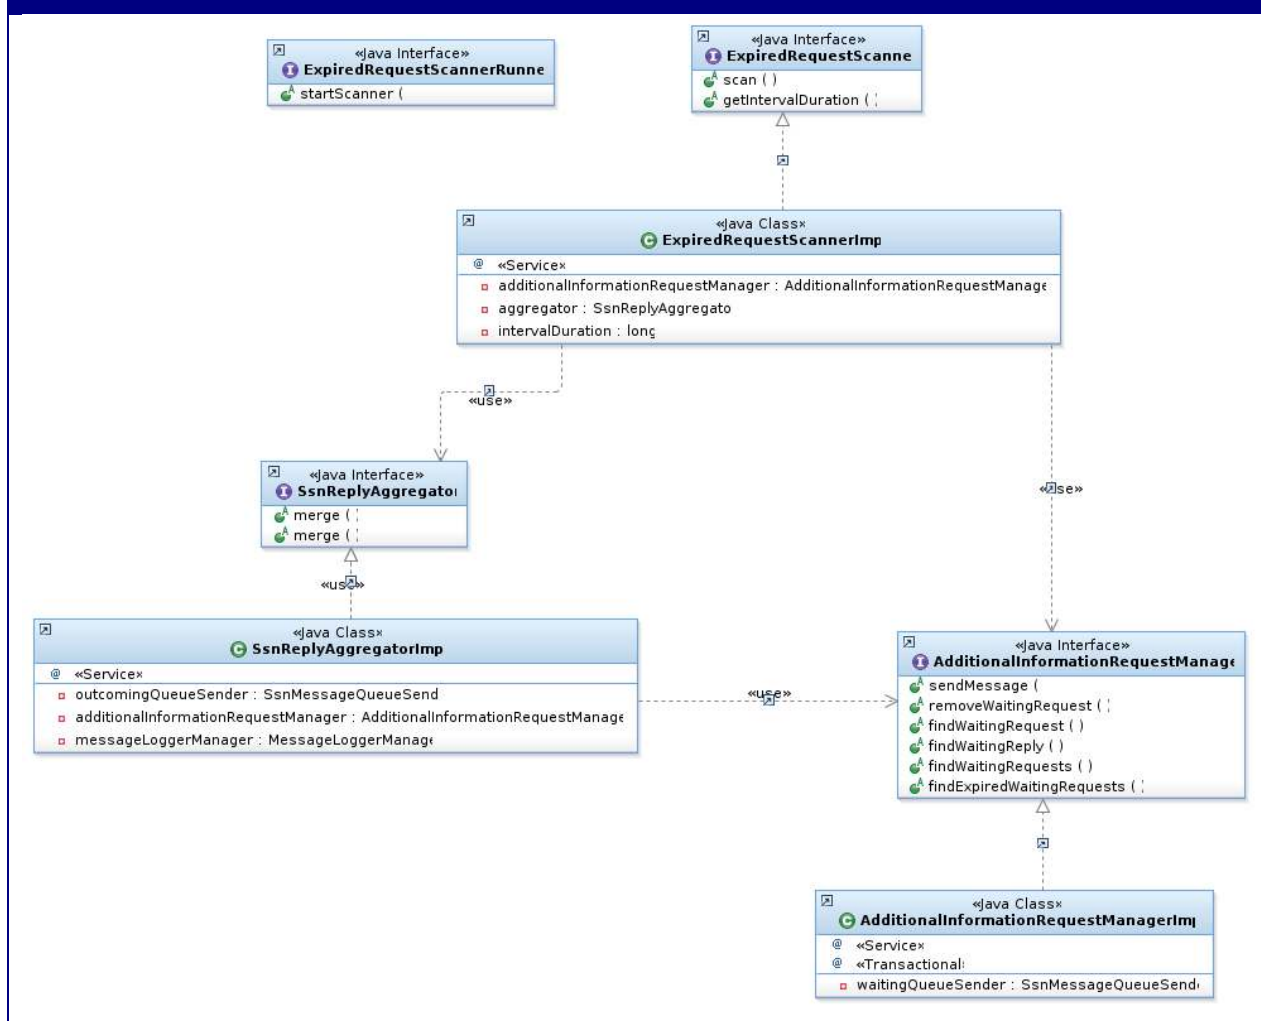 «Java Interface»
ExpiredRequestScannerRunne
startScanner (
«Java Interface»
ExpiredRequestScanne
scan ( )
getIntervalDuration ( )
«Java Class»
ExpiredRequestScannerImp
@ «Service»
additionalInformationRequestManager : AdditionalInformationRequestManage
aggregator : SsnReplyAggregato
intervalDuration : long
«use»
«use»
«Java Interface»
SsnReplyAggregator
merge ( )
merge ( )
«use»
«Java Class»
SsnReplyAggregatorImp
@ «Service»
outcomingQueueSender : SsnMessageQueueSend
additionalInformationRequestManager : AdditionalInformationRequestManage
messageLoggerManager : MessageLoggerManage
«use»
«Java Interface»
AdditionalInformationRequestManage
sendMessage (
removeWaitingRequest ( )
findWaitingRequest ( )
findWaitingReply ( )
findWaitingRequests ( )
findExpiredWaitingRequests ( )
«Java Class»
AdditionalInformationRequestManagerImp
@ «Service»
@ «Transactional»
waitingQueueSender : SsnMessageQueueSende